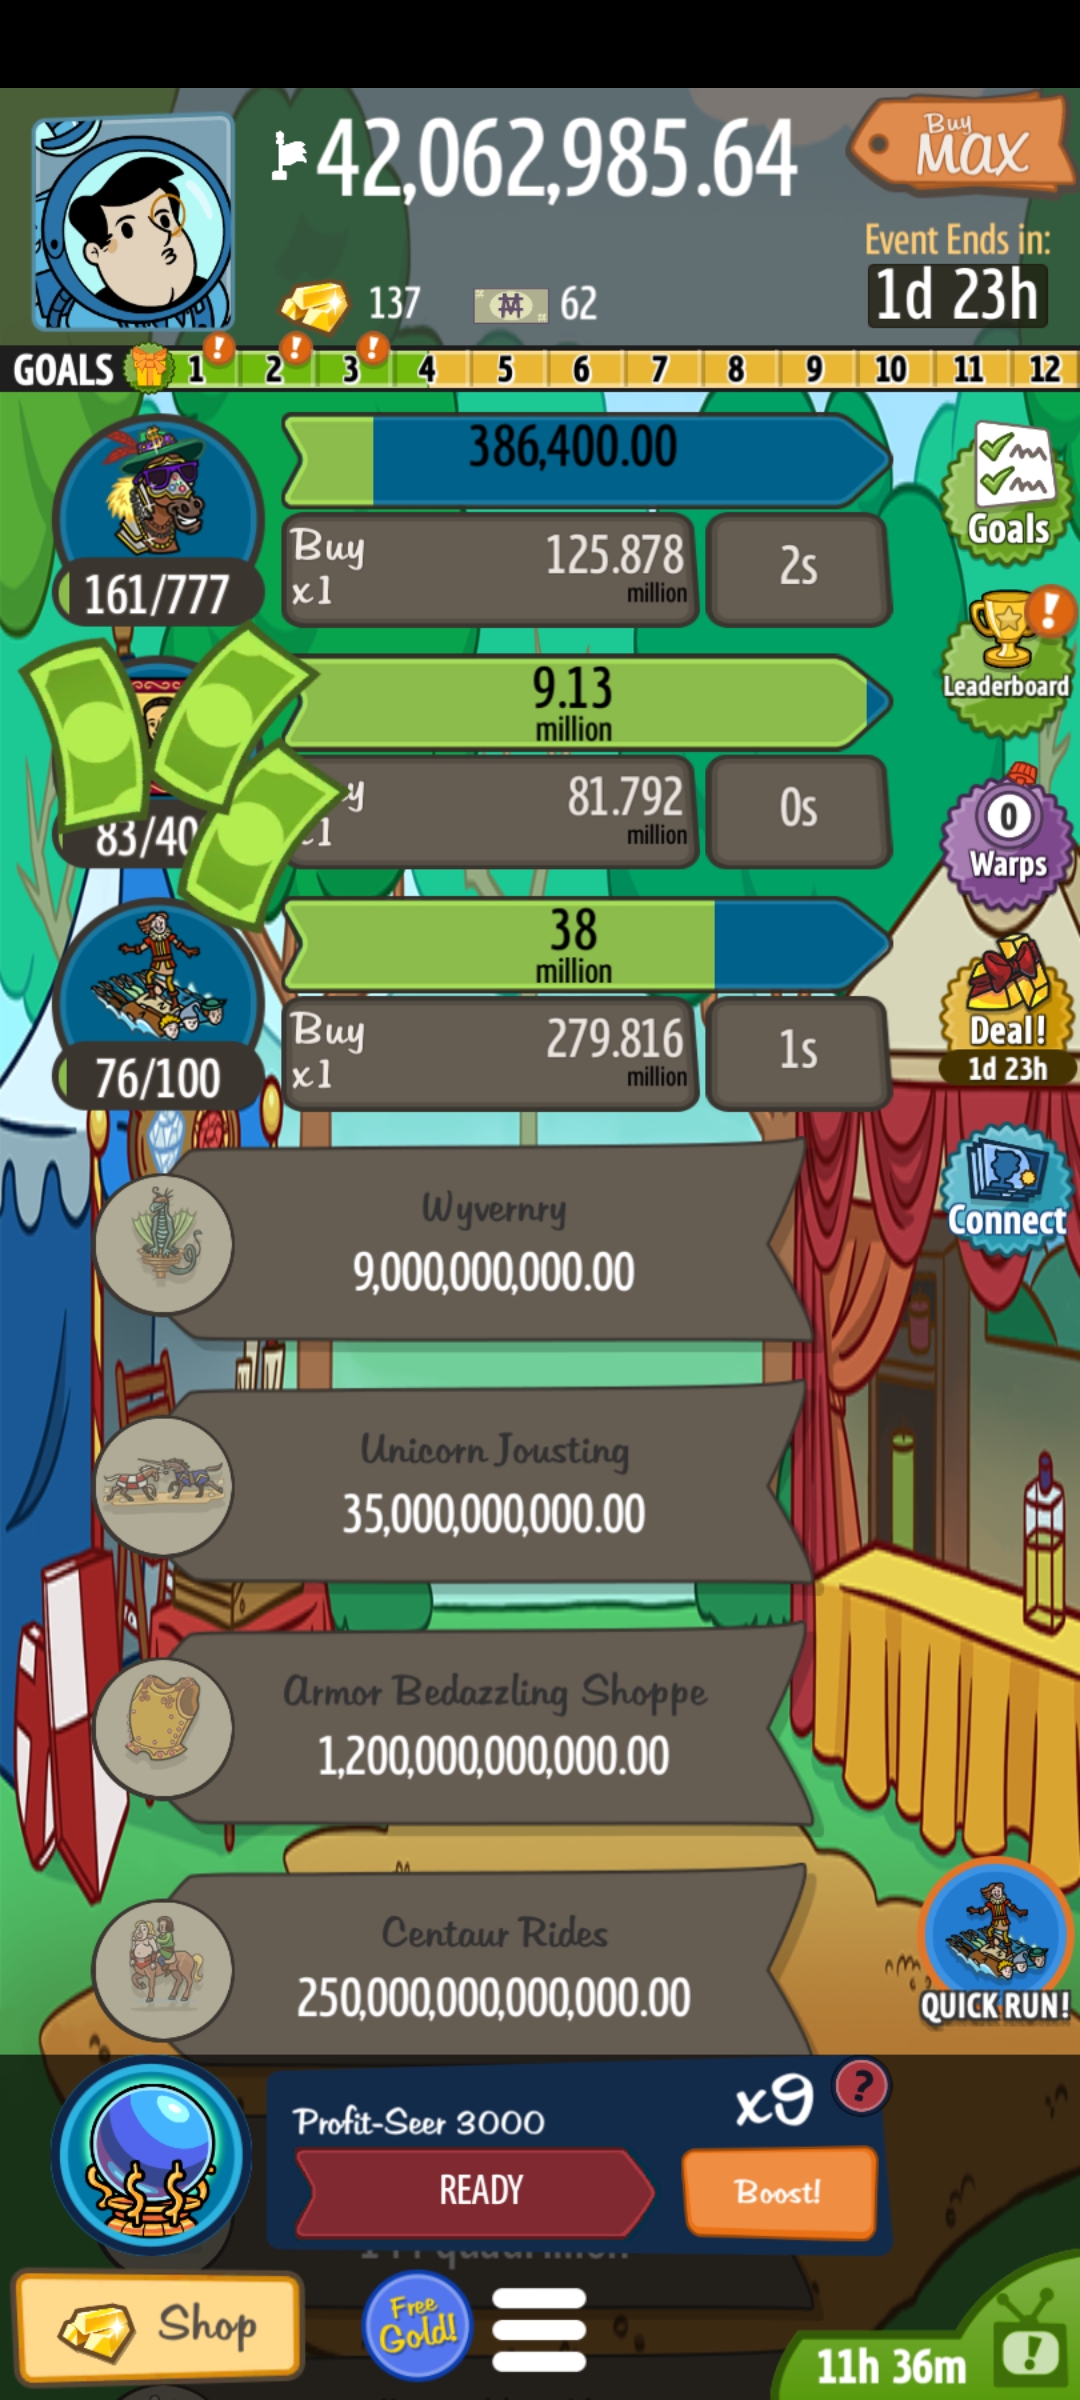 42,062,985.64
Buy
MAX
Event Ends in:
1d 23h
137
62
GOALS 1 ! 2 ! 3 ! 4 5 6 7 8 9 10 11 12
386,400.00
Buy
x1
125.878
million
2s
161/777
Goals
9.13
million
81.792
million
0s
83/40
!
Leaderboard
0
Warps
38
million
Buy
x1
279.816
million
1s
76/100
Deal!
1d 23h
Connect
Wyvernry
9,000,000,000.00
Unicorn Jousting
35,000,000,000.00
Armor Bedazzling Shoppe
1,200,000,000,000.00
Centaur Rides
250,000,000,000,000.00
QUICK RUN!
Profit-Seer 3000
x9
?
READY
Boost!
Shop
Free
Gold!
11h 36m
!